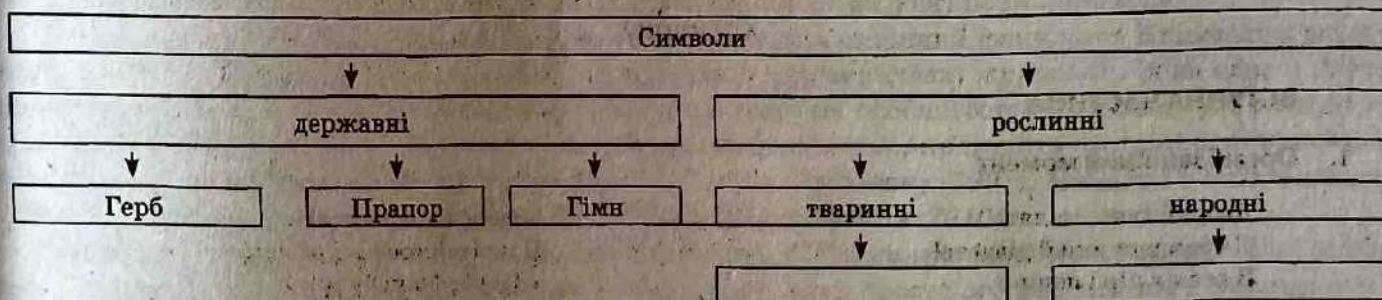 Символи
державні
рослинні
Герб
Прапор
Гімн
тваринні
народні